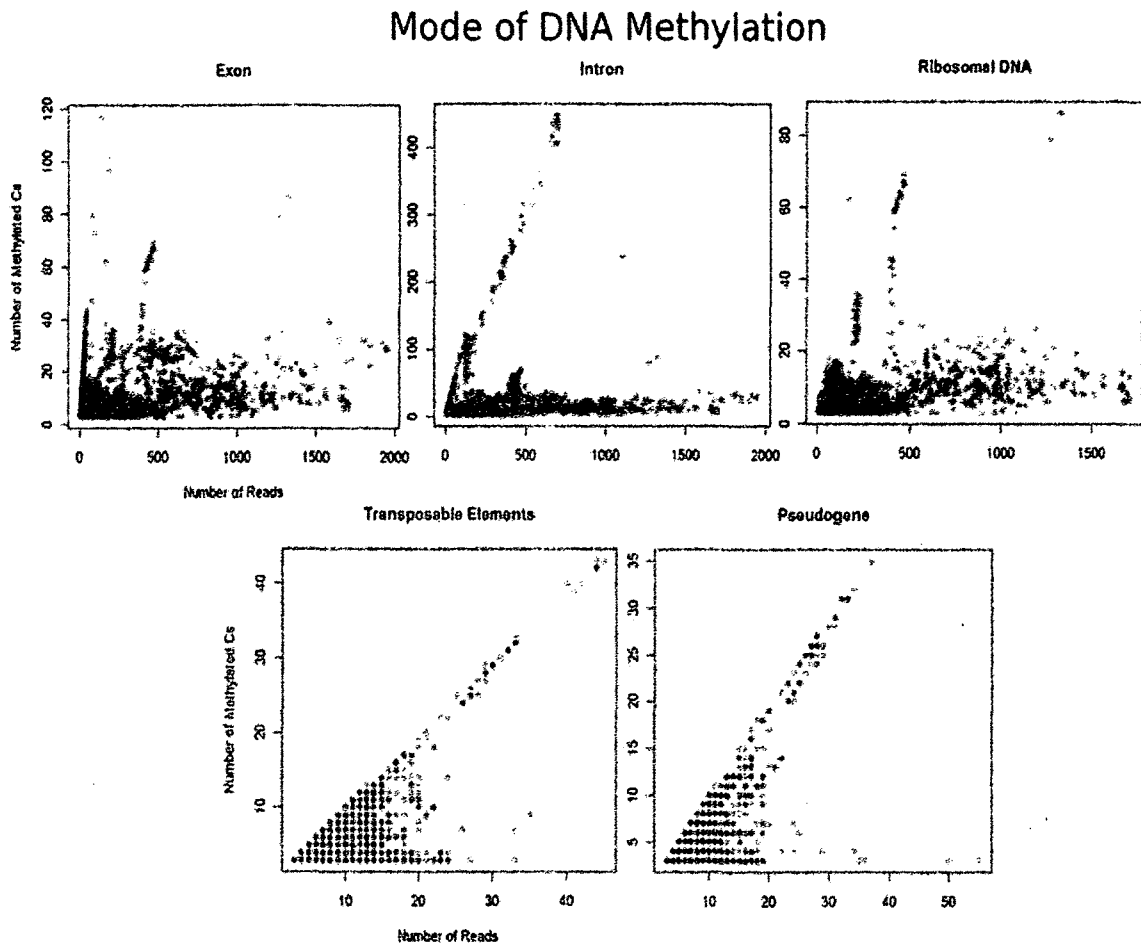 Mode of DNA Methylation
Exon
Intron
Ribosomal DNA
Number of Methylated Cs
120
100
80
60
40
20
0
0 500 1000 1500 2000
Number of Reads
400
300
200
100
0
0 500 1000 1500 2000
80
60
40
20
0
0 500 1000 1500
Transposable Elements
Pseudogene
Number of Methylated Cs
40
30
20
10
10 20 30 40
Number of Reads
35
30
25
20
15
10
5
10 20 30 40 50